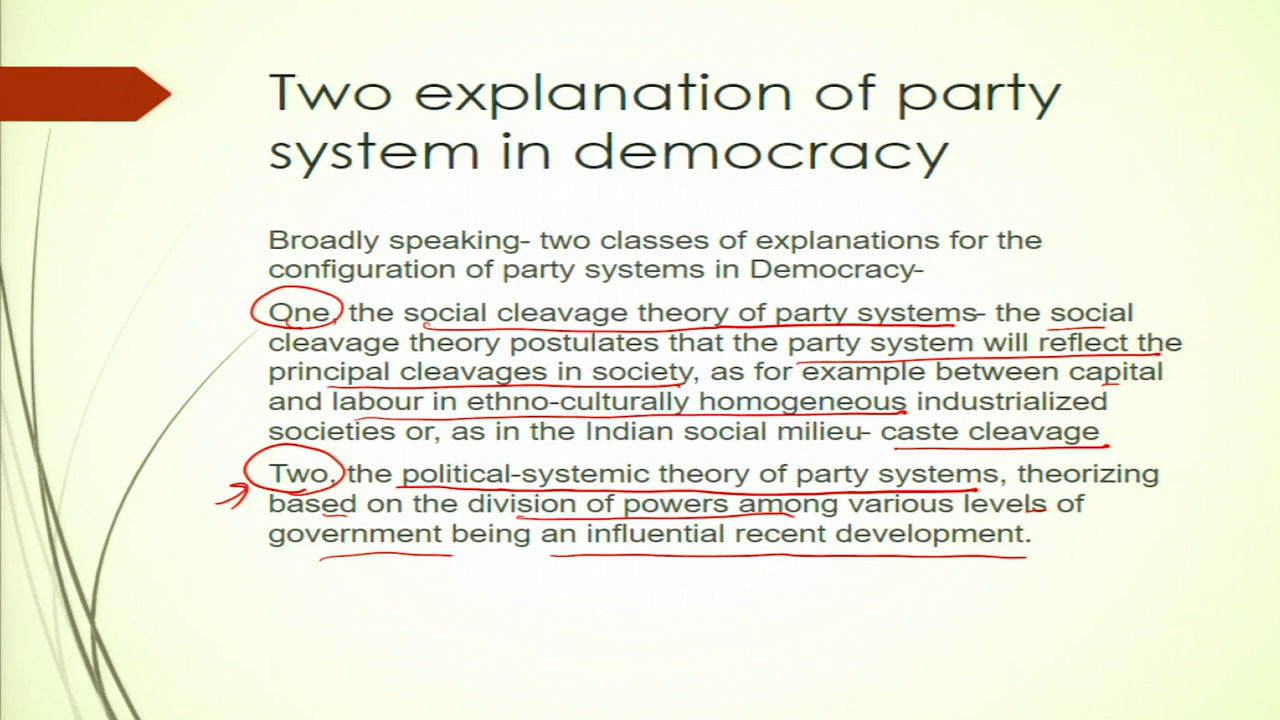 Two explanation of party
system in democracy
Broadly speaking- two classes of explanations for the
configuration of party systems in Democracy-
One, the social cleavage theory of party systems- the social
cleavage theory postulates that the party system will reflect the
principal cleavages in society, as for example between capital
and labour in ethno-culturally homogeneous industrialized
societies or, as in the Indian social milieu- caste cleavage
Two, the political-systemic theory of party systems, theorizing
based on the division of powers among various levels of
government being an influential recent development.